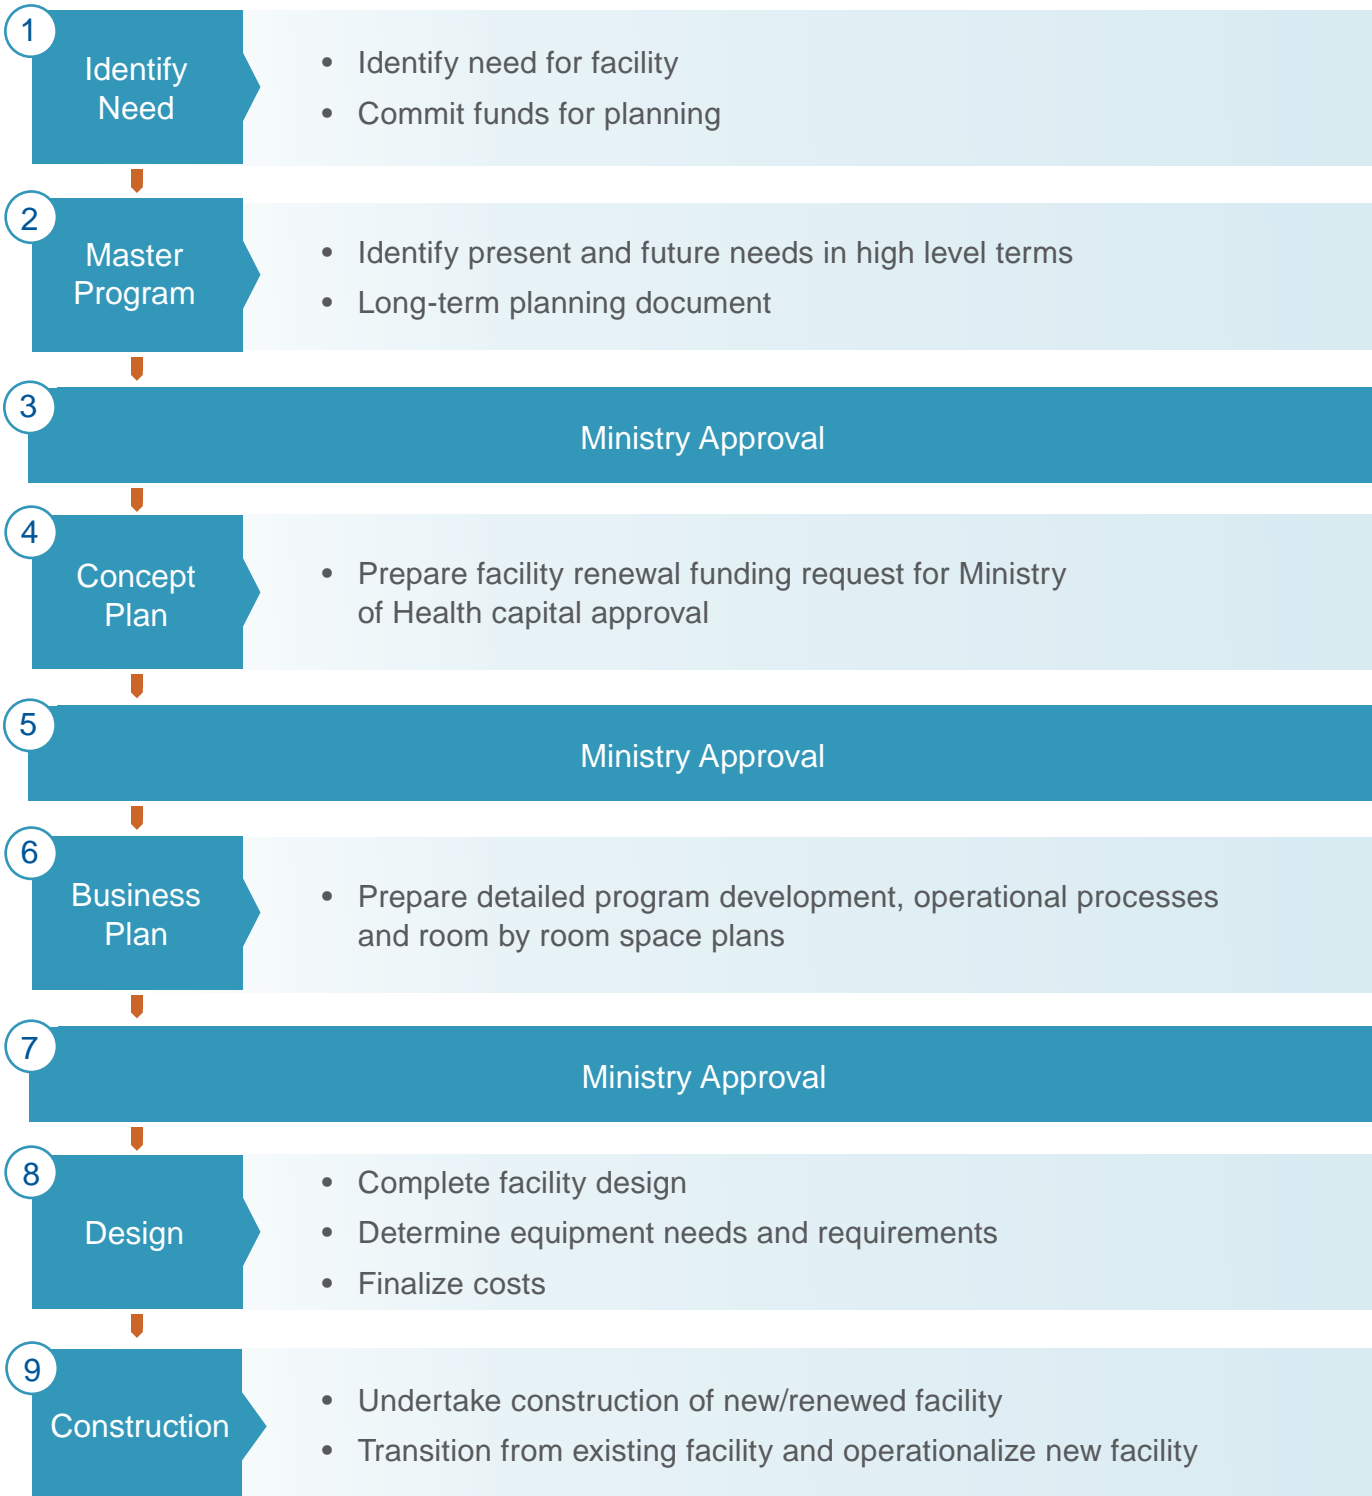 1
Identify
Need
• Identify need for facility
• Commit funds for planning
2
Master
Program
• Identify present and future needs in high level terms
• Long-term planning document
3
Ministry Approval
4
Concept
Plan
• Prepare facility renewal funding request for Ministry
of Health capital approval
5
Ministry Approval
6
Business
Plan
• Prepare detailed program development, operational processes
and room by room space plans
7
Ministry Approval
8
Design
• Complete facility design
• Determine equipment needs and requirements
• Finalize costs
9
Construction
• Undertake construction of new/renewed facility
• Transition from existing facility and operationalize new facility